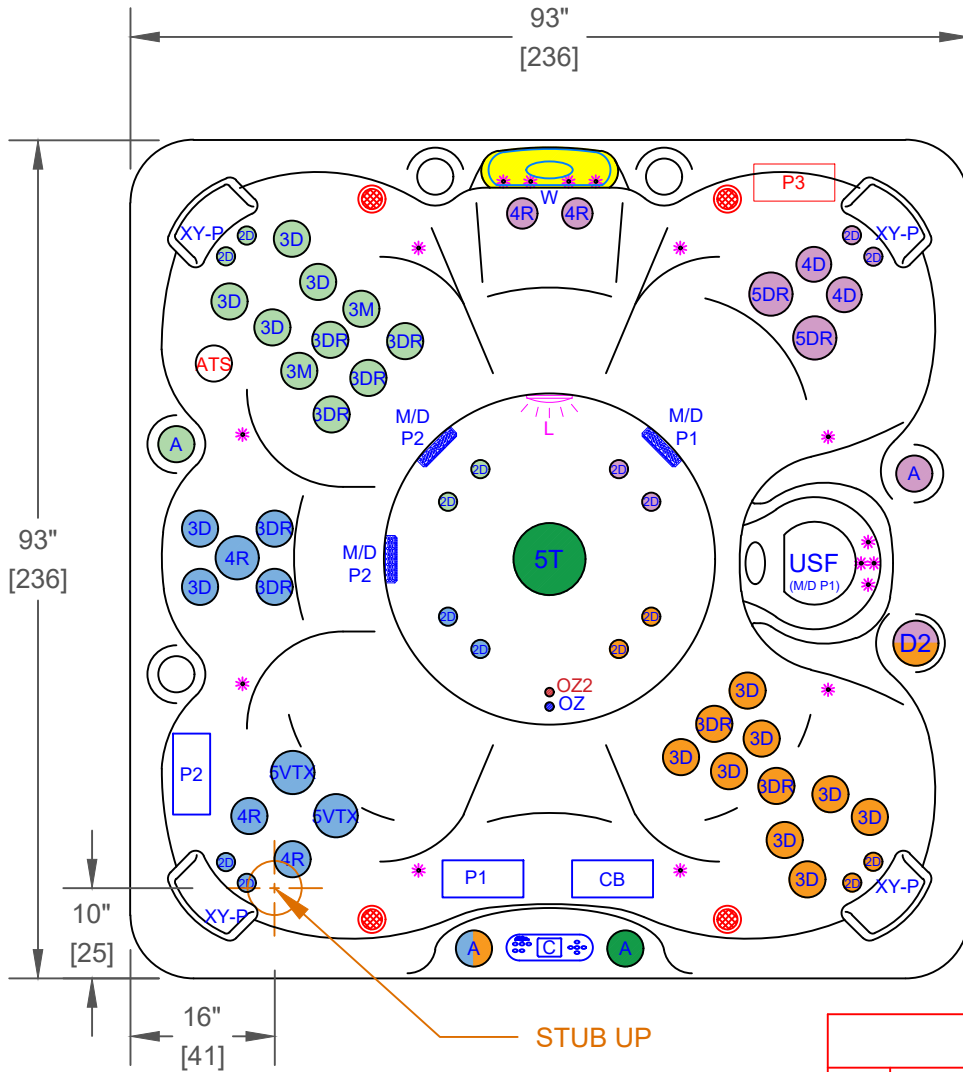 93"
[236]
P3
XY-P
2D
2D
3D
W
4R
4R
2D
2D
XY-P
3D
3D
3D
3M
4D
4D
5DR
5DR
3D
3DR
3DR
ATS
3M
3DR
3DR
M/D
P2
L
M/D
P1
A
2D
2D
2D
2D
A
93"
[236]
3D
3DR
4R
3D
3DR
M/D
P2
5T
USF
(M/D P1)
2D
2D
2D
2D
D2
OZ2
OZ
3D
3DR
3D
3D
3D
3DR
3D
3D
3D
3D
P2
5VTX
5VTX
4R
4R
2D
2D
XY-P
P1
CB
2D
2D
XY-P
10"
[25]
A
C
A
16"
[41]
STUB UP